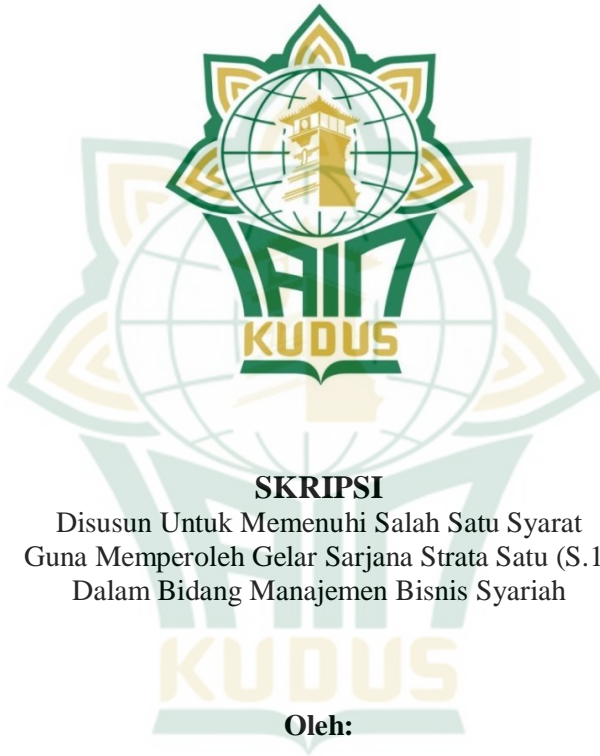 IAIN
KUDUS
SKRIPSI
Disusun Untuk Memenuhi Salah Satu Syarat
Guna Memperoleh Gelar Sarjana Strata Satu (S.1
Dalam Bidang Manajemen Bisnis Syariah
KUDUS
Oleh: